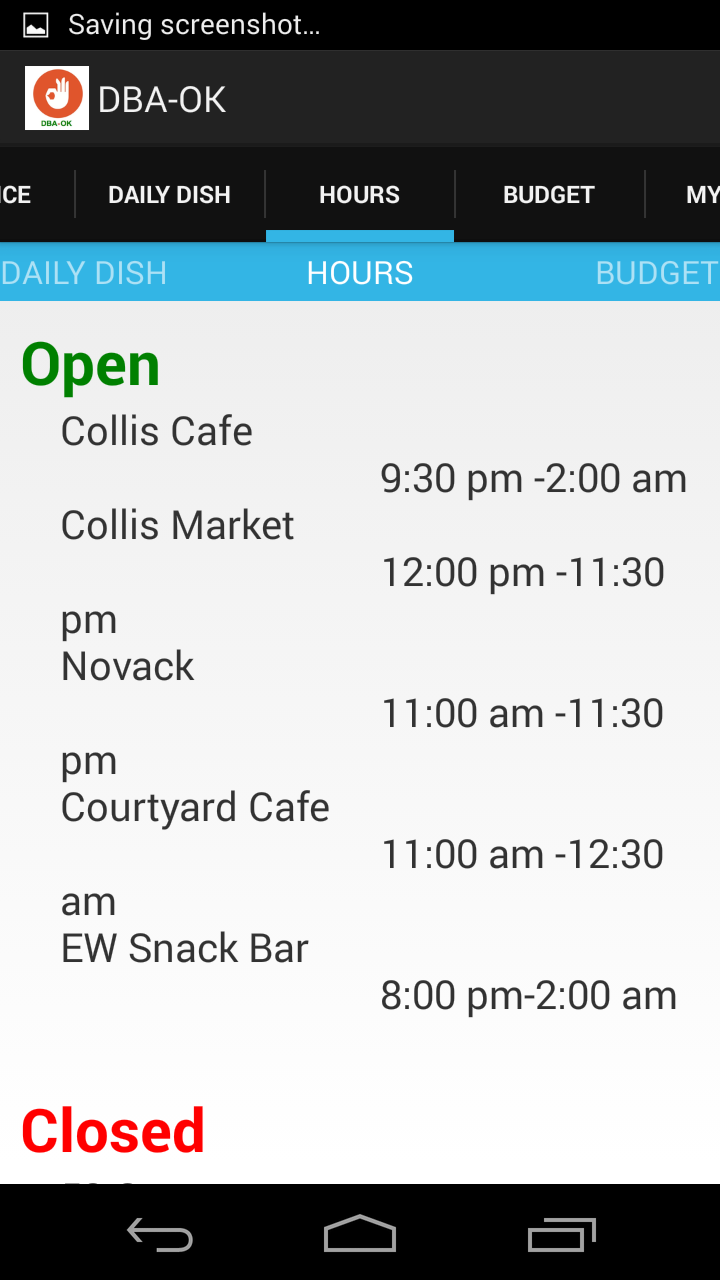 Saving screenshot...
DBA-OK
DBA-OK
ICE DAILY DISH HOURS BUDGET MY
DAILY DISH HOURS BUDGET
Open
Collis Cafe
9:30 pm -2:00 am
Collis Market
12:00 pm -11:30
pm
Novack
11:00 am -11:30
pm
Courtyard Cafe
11:00 am -12:30
am
EW Snack Bar
8:00 pm-2:00 am
Closed